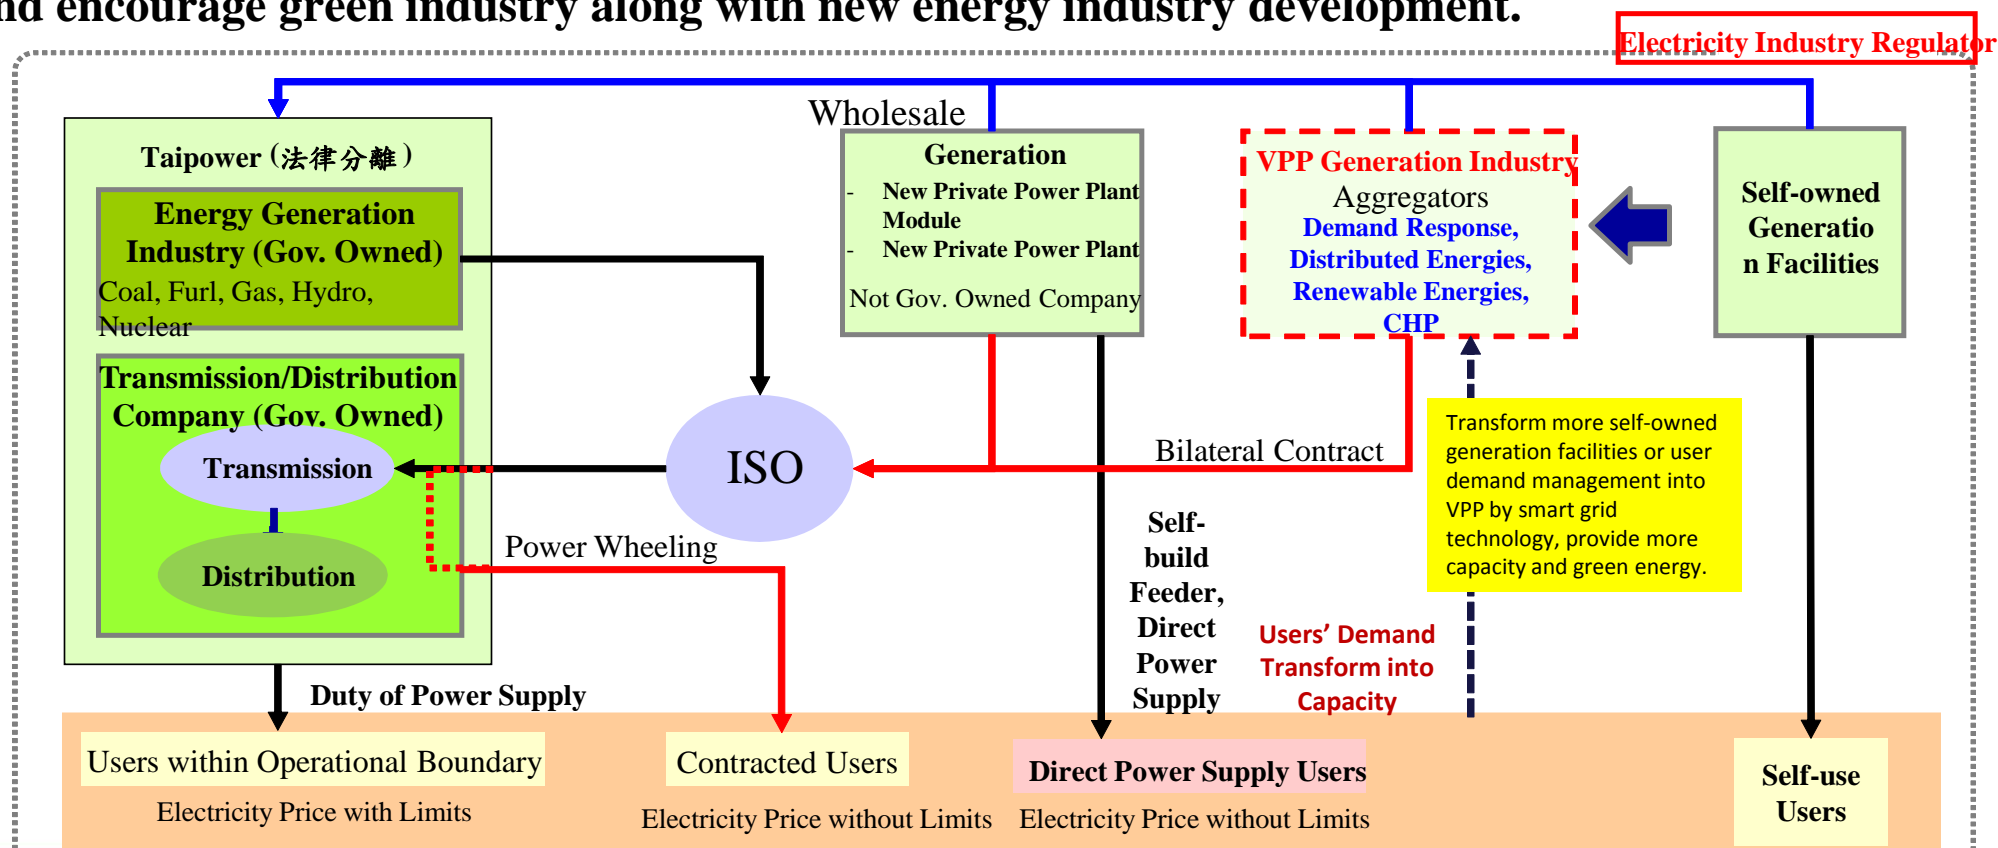 nd encourage green industry along with new energy industry development.
Electricity Industry Regulator
Wholesale
Taipower (法律分離)
Energy Generation
Industry (Gov. Owned)
Coal, Furl, Gas, Hydro,
Nuclear
Transmission/Distribution
Company (Gov. Owned)
Transmission
Distribution
Generation
- New Private Power Plant
Module
- New Private Power Plant
Not Gov. Owned Company
VPP Generation Industry
Aggregators
Demand Response,
Distributed Energies,
Renewable Energies,
CHP
Self-owned
Generatio
n Facilities
ISO
Bilateral Contract
Power Wheeling
Transform more self-owned
generation facilities or user
demand management into
VPP by smart grid
technology, provide more
capacity and green energy.
Self-
build
Feeder,
Direct
Power
Supply
Users’ Demand
Transform into
Capacity
Duty of Power Supply
Users within Operational Boundary
Electricity Price with Limits
Contracted Users
Electricity Price without Limits
Direct Power Supply Users
Electricity Price without Limits
Self-use
Users